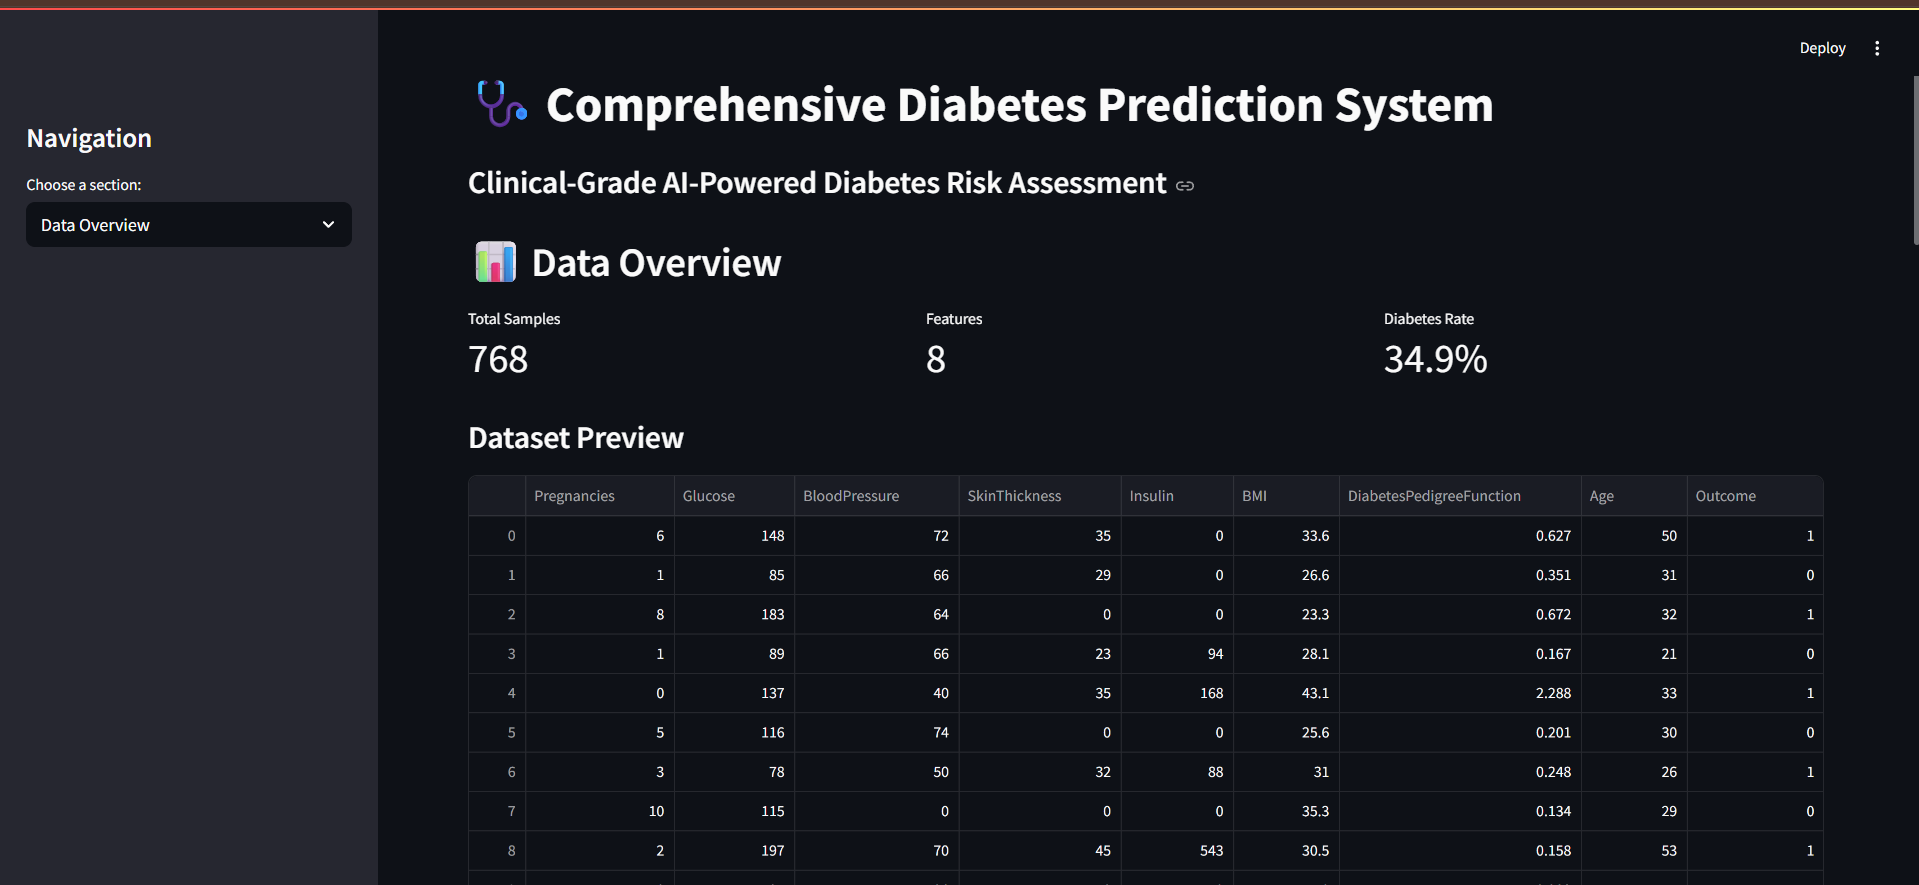 Deploy
Navigation
Choose a section:
Data Overview
Comprehensive Diabetes Prediction System
Clinical-Grade AI-Powered Diabetes Risk Assessment
Data Overview
Total Samples Features Diabetes Rate
768 8 34.9%
Dataset Preview
Pregnancies Glucose BloodPressure SkinThickness Insulin BMI DiabetesPedigreeFunction Age Outcome
0 6 148 72 35 0 33.6 0.627 50 1
1 1 85 66 29 0 26.6 0.351 31 0
2 8 183 64 0 0 23.3 0.672 32 1
3 1 89 66 23 94 28.1 0.167 21 0
4 0 137 40 35 168 43.1 2.288 33 1
5 5 116 74 0 0 25.6 0.201 30 0
6 3 78 50 32 88 31 0.248 26 1
7 10 115 0 0 0 35.3 0.134 29 0
8 2 197 70 45 543 30.5 0.158 53 1